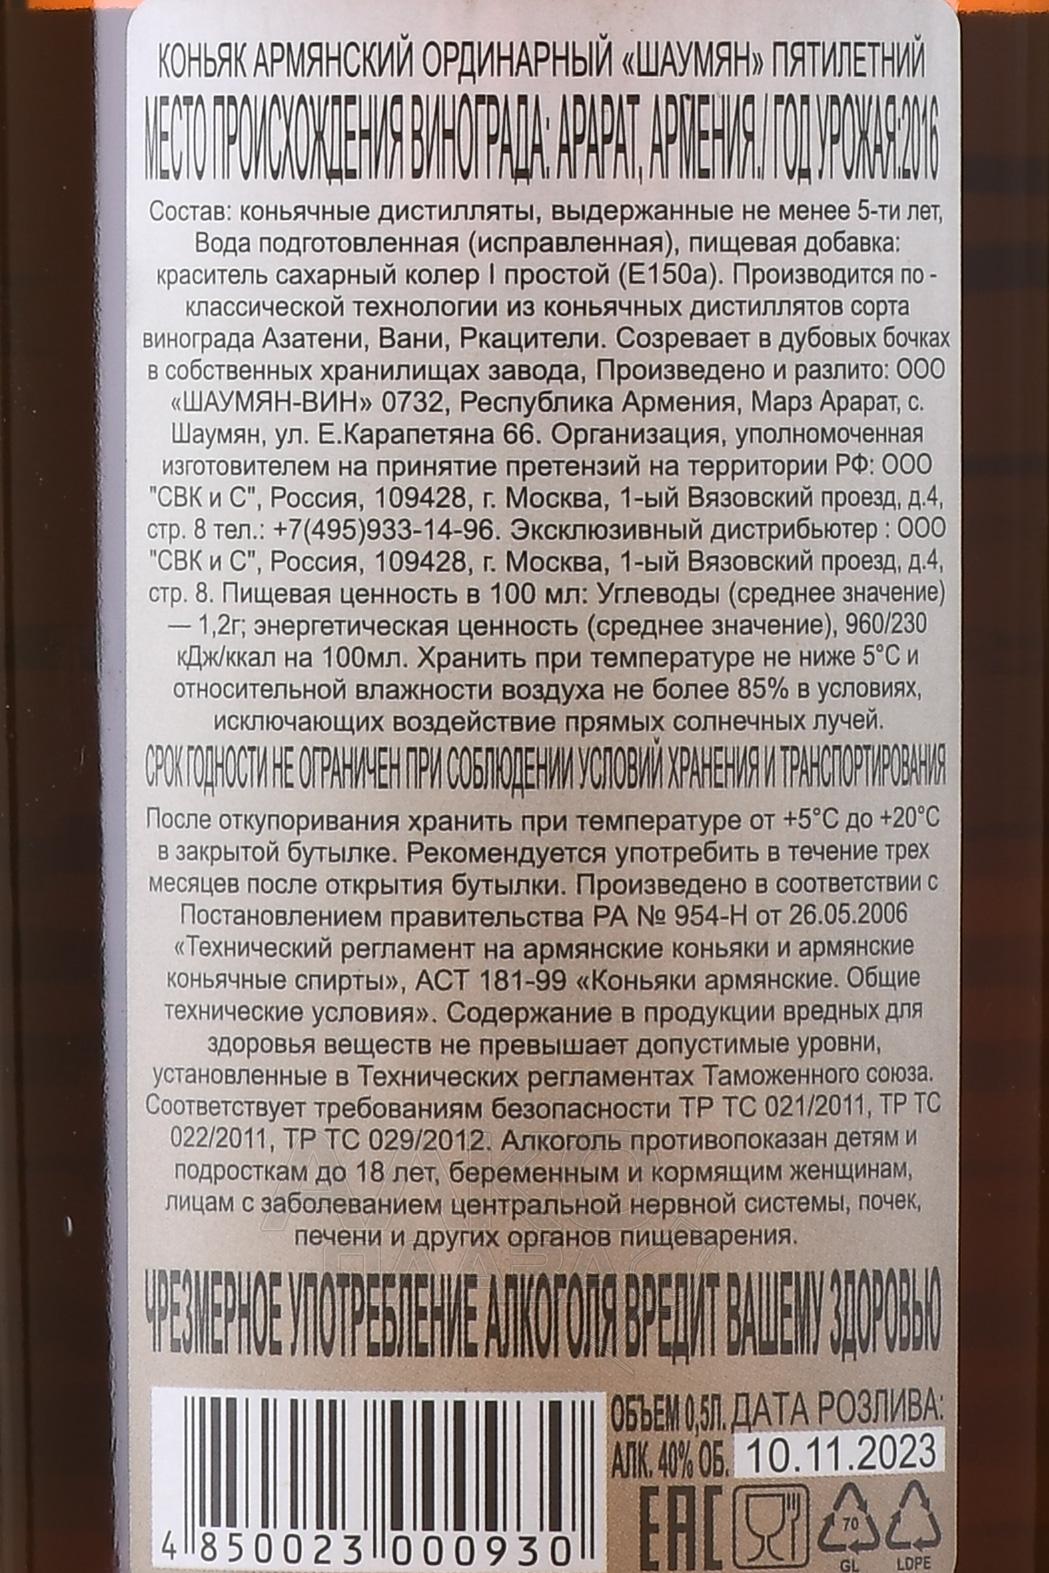 КОНЬЯК АРМЯНСКИЙ ОРДИНАРНЫЙ «ШАУМЯН» ПЯТИЛЕТНИЙ
МЕСТО ПРОИСХОЖДЕНИЯ ВИНОГРАДА: АРАРАТ, АРМЕНИЯ./ ГОД УРОЖАЯ:2016
Состав: коньячные дистилляты, выдержанные не менее 5-ти лет,
Вода подготовленная (исправленная), пищевая добавка:
краситель сахарный колер I простой (Е150а). Производится по -
классической технологии из коньячных дистиллятов сорта
винограда Азатени, Вани, Ркацители. Созревает в дубовых бочках
в собственных хранилищах завода, Произведено и разлито: ООО
«ШАУМЯН-ВИН» 0732, Республика Армения, Марз Арарат, с.
Шаумян, ул. Е.Карапетяна 66. Организация, уполномоченная
изготовителем на принятие претензий на территории РФ: ООО
"СВК и С", Россия, 109428, г. Москва, 1-ый Вязовский проезд, д.4,
стр. 8 тел.: +7(495)933-14-96. Эксклюзивный дистрибьютер : ООО
"СВК и С", Россия, 109428, г. Москва, 1-ый Вязовский проезд, д.4,
стр. 8. Пищевая ценность в 100 мл: Углеводы (среднее значение)
— 1,2г; энергетическая ценность (среднее значение), 960/230
кДж/ккал на 100мл. Хранить при температуре не ниже 5°С и
относительной влажности воздуха не более 85% в условиях,
исключающих воздействие прямых солнечных лучей.
СРОК ГОДНОСТИ НЕ ОГРАНИЧЕН ПРИ СОБЛЮДЕНИИ УСЛОВИЙ ХРАНЕНИЯ И ТРАНСПОРТИРОВАНИЯ
После откупоривания хранить при температуре от +5°С до +20°С
в закрытой бутылке. Рекомендуется употребить в течение трех
месяцев после открытия бутылки. Произведено в соответствии с
Постановлением правительства РА № 954-Н от 26.05.2006
«Технический регламент на армянские коньяки и армянские
коньячные спирты», АСТ 181-99 «Коньяки армянские. Общие
технические условия». Содержание в продукции вредных для
здоровья веществ не превышает допустимые уровни,
установленные в Технических регламентах Таможенного союза.
Соответствует требованиям безопасности ТР ТС 021/2011, ТР ТС
022/2011, ТР ТС 029/2012. Алкоголь противопоказан детям и
подросткам до 18 лет, беременным и кормящим женщинам,
лицам с заболеванием центральной нервной системы, почек,
печени и других органов пищеварения.
ЧРЕЗМЕРНОЕ УПОТРЕБЛЕНИЕ АЛКОГОЛЯ ВРЕДИТ ВАШЕМУ ЗДОРОВЬЮ
ОБЪЕМ 0,5Л. ДАТА РОЗЛИВА:
АЛК. 40% ОБ. 10.11.2023
4 850023 000930
EAC
70
GL
LDPE